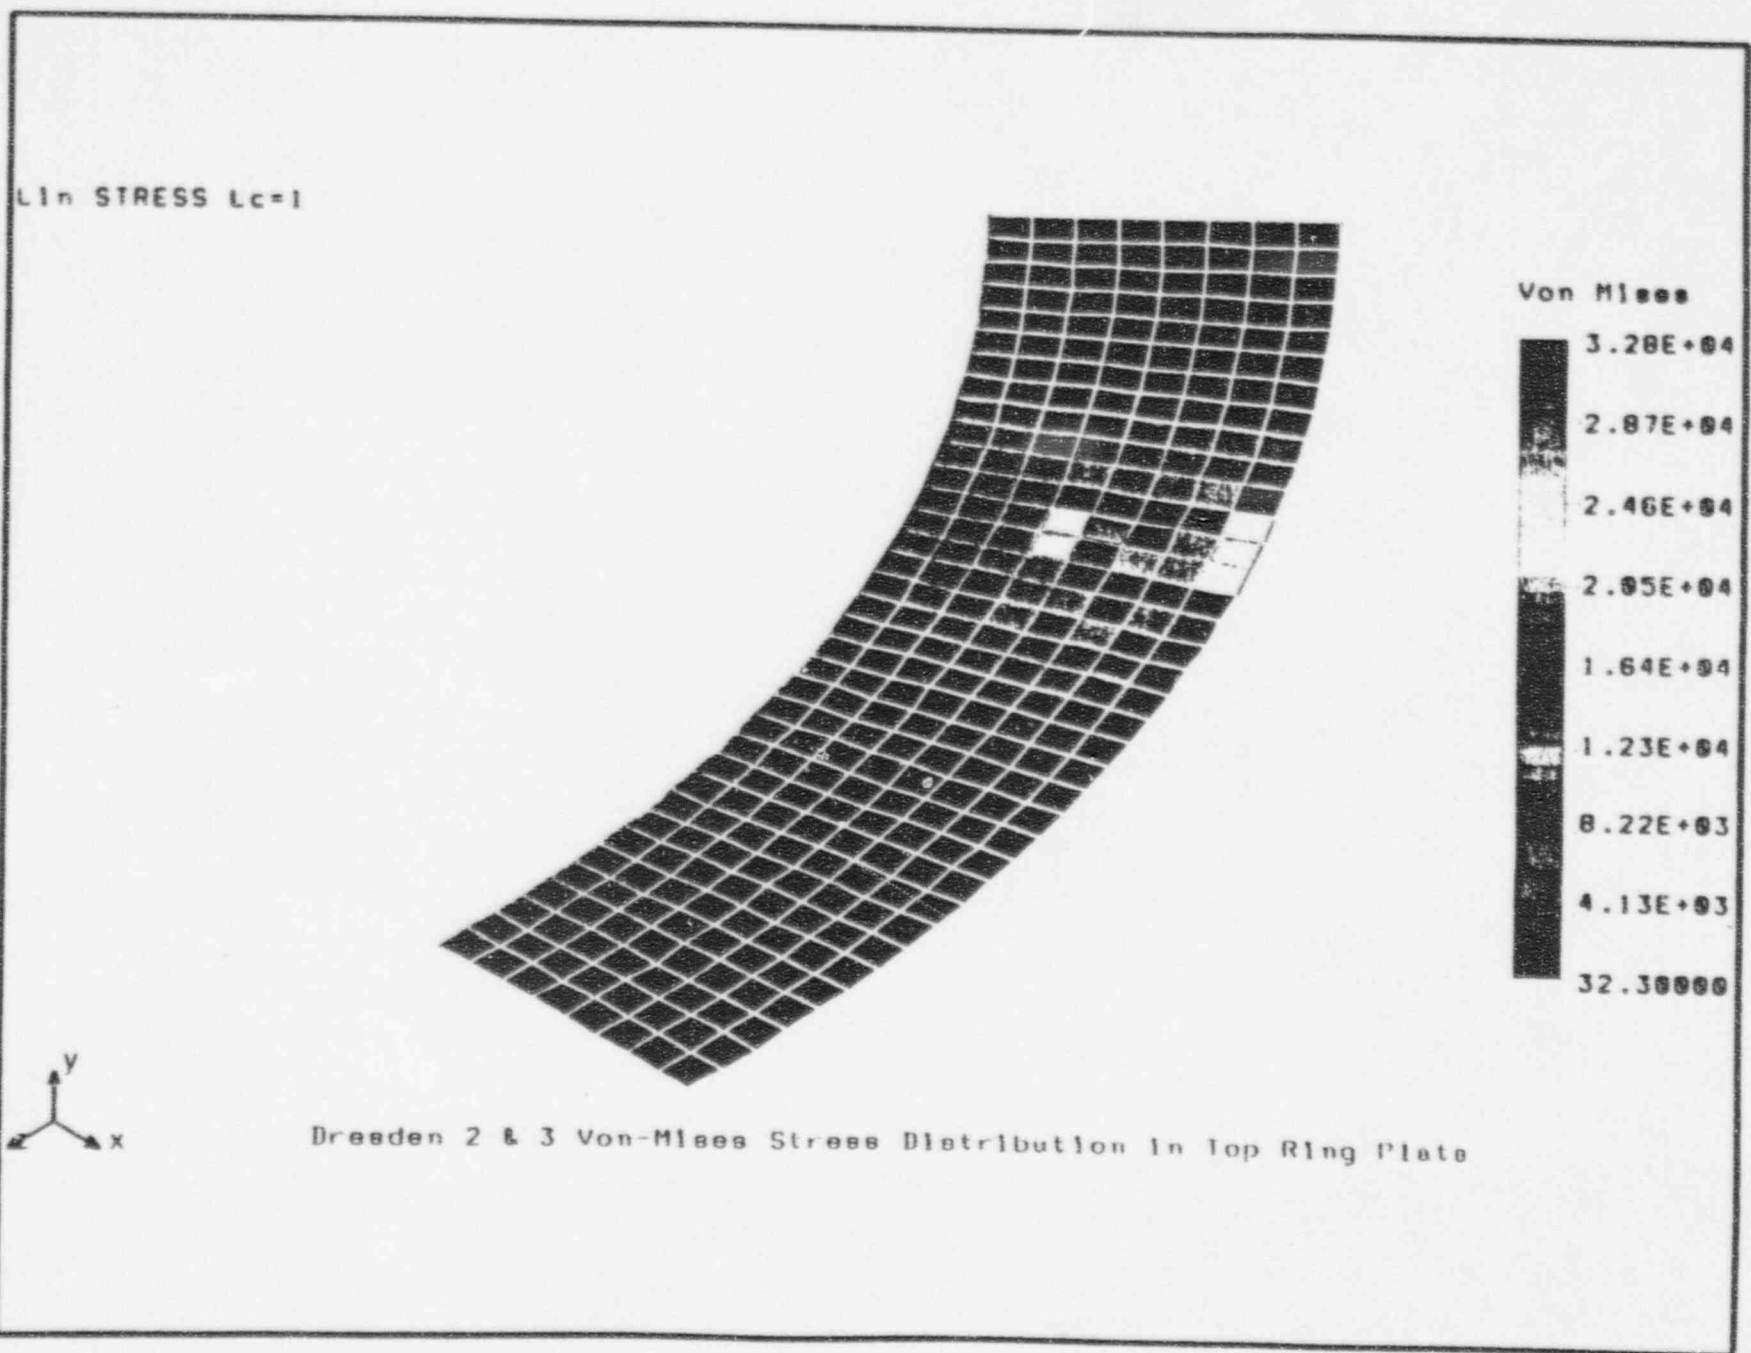 Lin STRESS Lc=1
Von Mises
3.28E+04
2.87E+04
2.46E+04
2.05E+04
1.64E+04
1.23E+04
8.22E+03
4.13E+03
32.30000
y
x
Dresden 2 & 3 Von-Mises Stress Distribution in Top Ring Plate